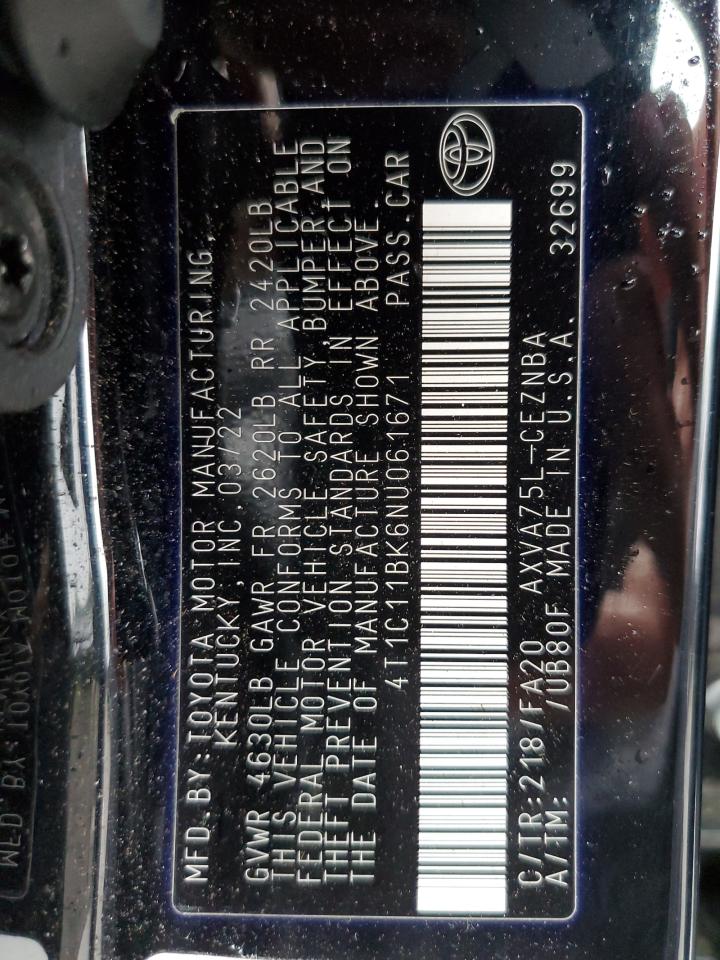 MFD.BY:TOYOTA MOTOR MANUFACTURING
KENTUCKY,INC.03/22
GVWR 4630LB GAWR FR 2620LB RR 2420LB
THIS VEHICLE CONFORMS TO ALL APPLICABLE
FEDERAL MOTOR VEHICLE SAFETY,BUMPER AND
THEFT PREVENTION STANDARDS IN EFFECT ON
THE DATE OF MANUFACTURE SHOWN ABOVE.
4T1C11BK6NU061671 PASS.CAR
C/TR:218/FA20 AXVA75L-CEZNBA
A/TM: /UB80F MADE IN U.S.A. 32699